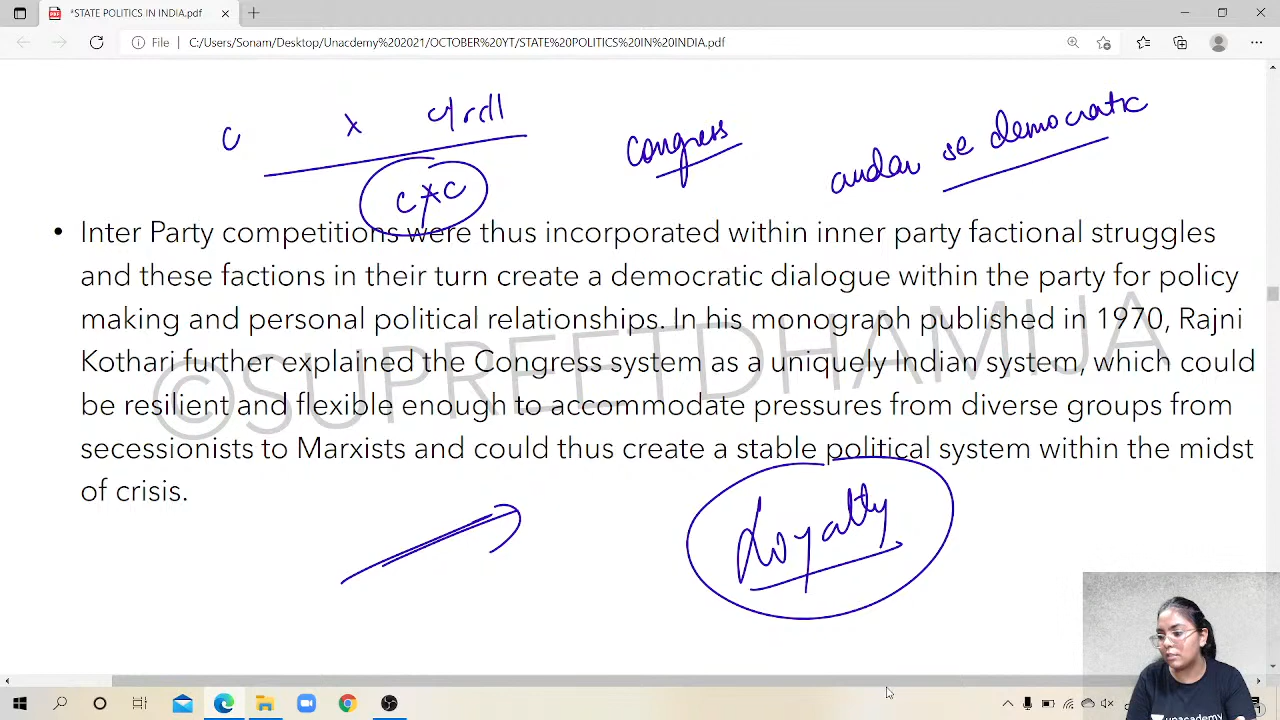 *STATE POLITICS IN INDIA.pdf
File C:/Users/Sonam/Desktop/Unacdemy%202021/OCTOBER%20YT/STATE%20POLITICS%20IN%20INDIA.pdf
C x
congress
andar se democratic
C x C
• Inter Party competitions were thus incorporated within inner party factional struggles
and these factions in their turn create a democratic dialogue within the party for policy
making and personal political relationships. In his monograph published in 1970, Rajni
Kothari further explained the Congress system as a uniquely Indian system, which could
be resilient and flexible enough to accommodate pressures from diverse groups from
secessionists to Marxists and could thus create a stable political system within the midst
of crisis.
©SUPREETDHAMIJA
Loyalty
unacademy